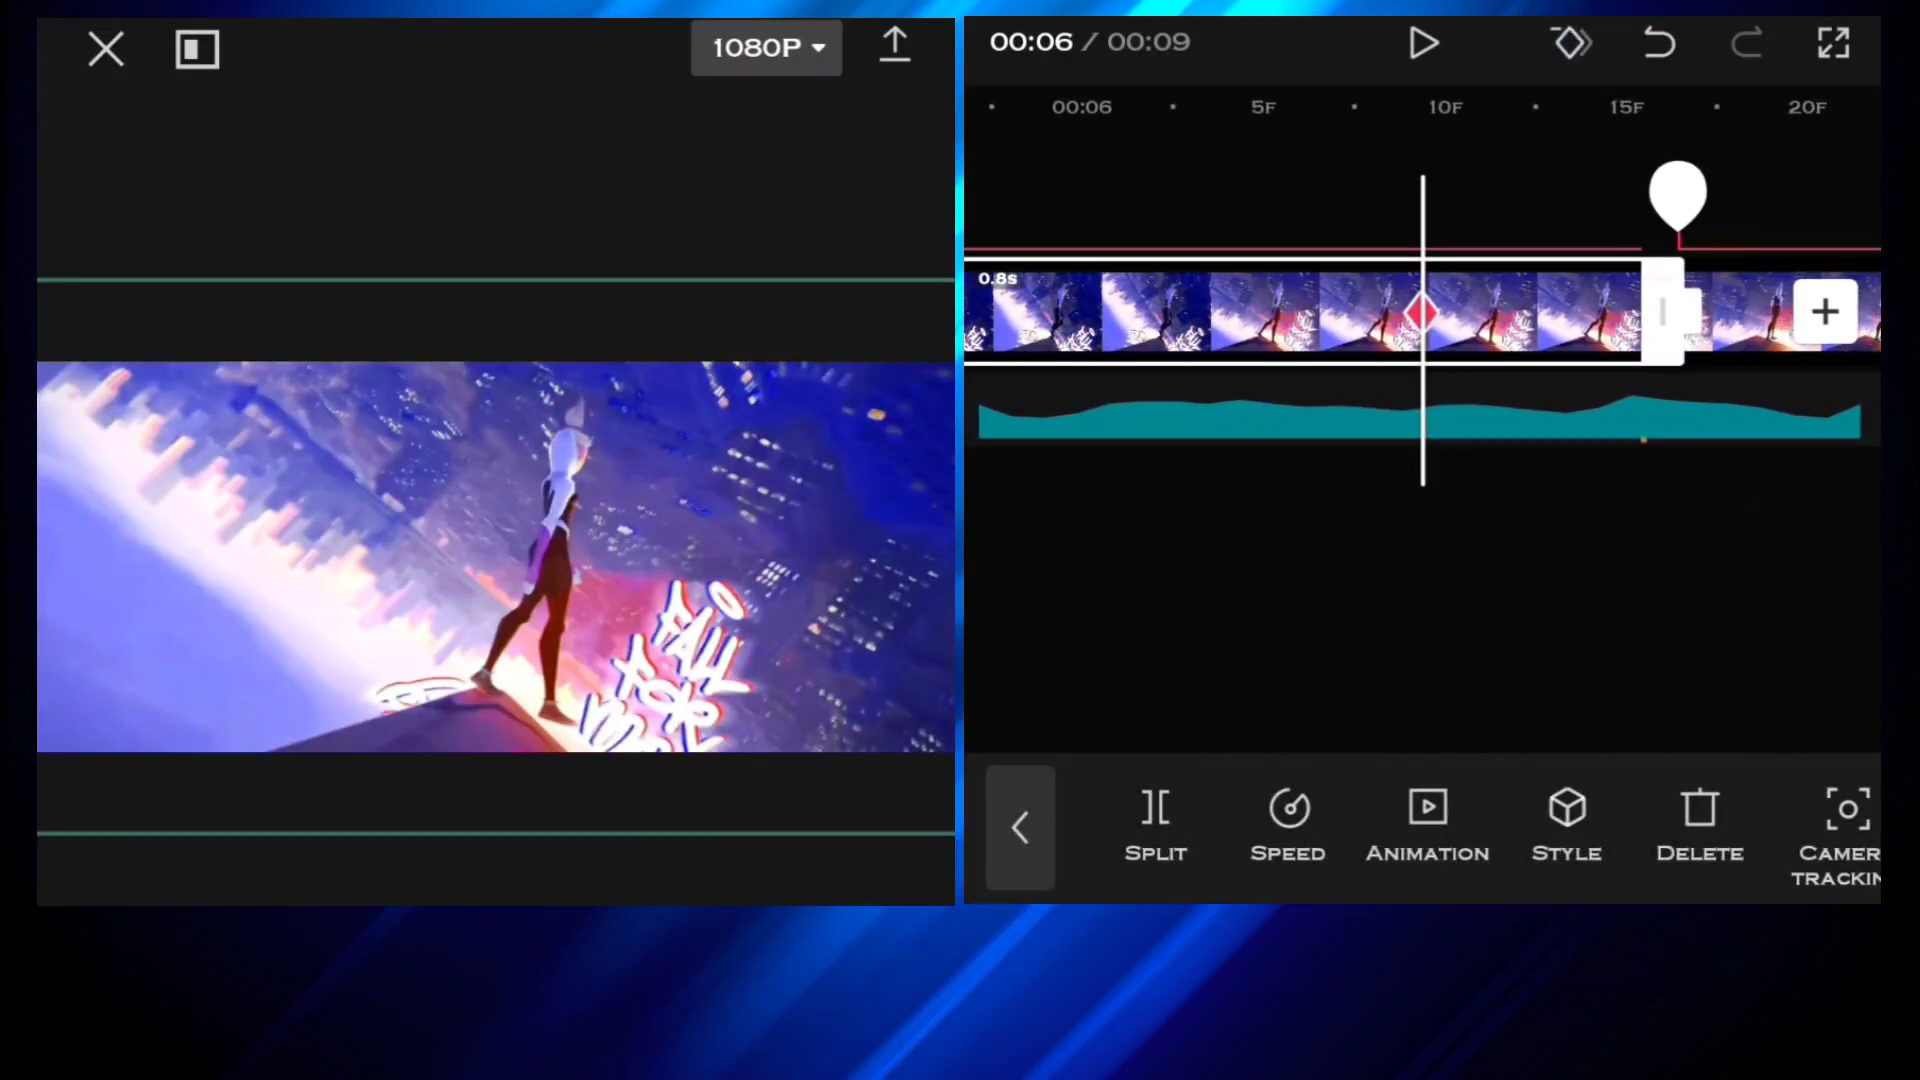 1080P
00:06 / 00:09
00:06 5F 10F 15F 20F
0.8s
FALL
SPLIT SPEED ANIMATION STYLE DELETE CAMER
TRACKIN